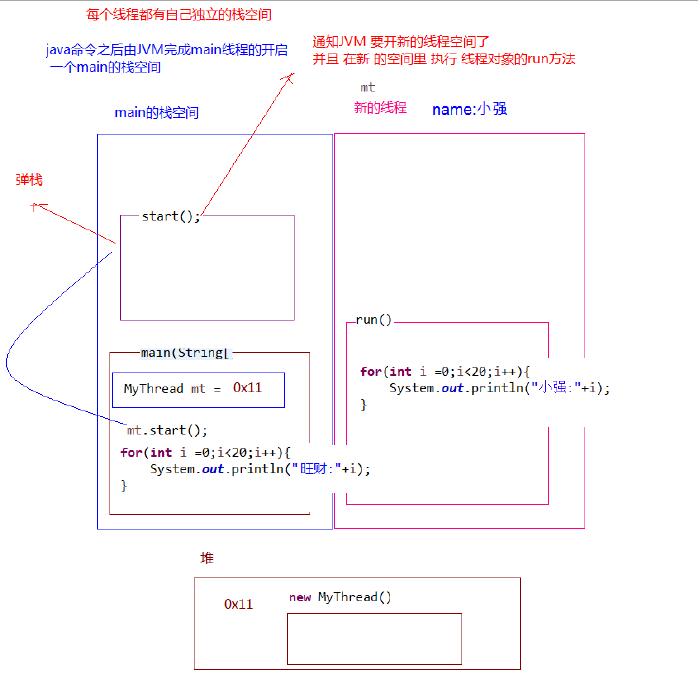 每个线程都有自己独立的栈空间
java命令之后由JVM完成main线程的开启
一个main的栈空间
通知JVM 要开新的线程空间了
并且 在新 的空间里 执行 线程对象的run方法
mt
新的线程 name:小强
main的栈空间
弹栈
start();
run()
for(int i =0;i<20;i++){
System.out.println("小强:"+i);
}
main(String[
MyThread mt = 0x11
mt.start();
for(int i =0;i<20;i++){
System.out.println("旺财:"+i);
}
堆
0x11
new MyThread()